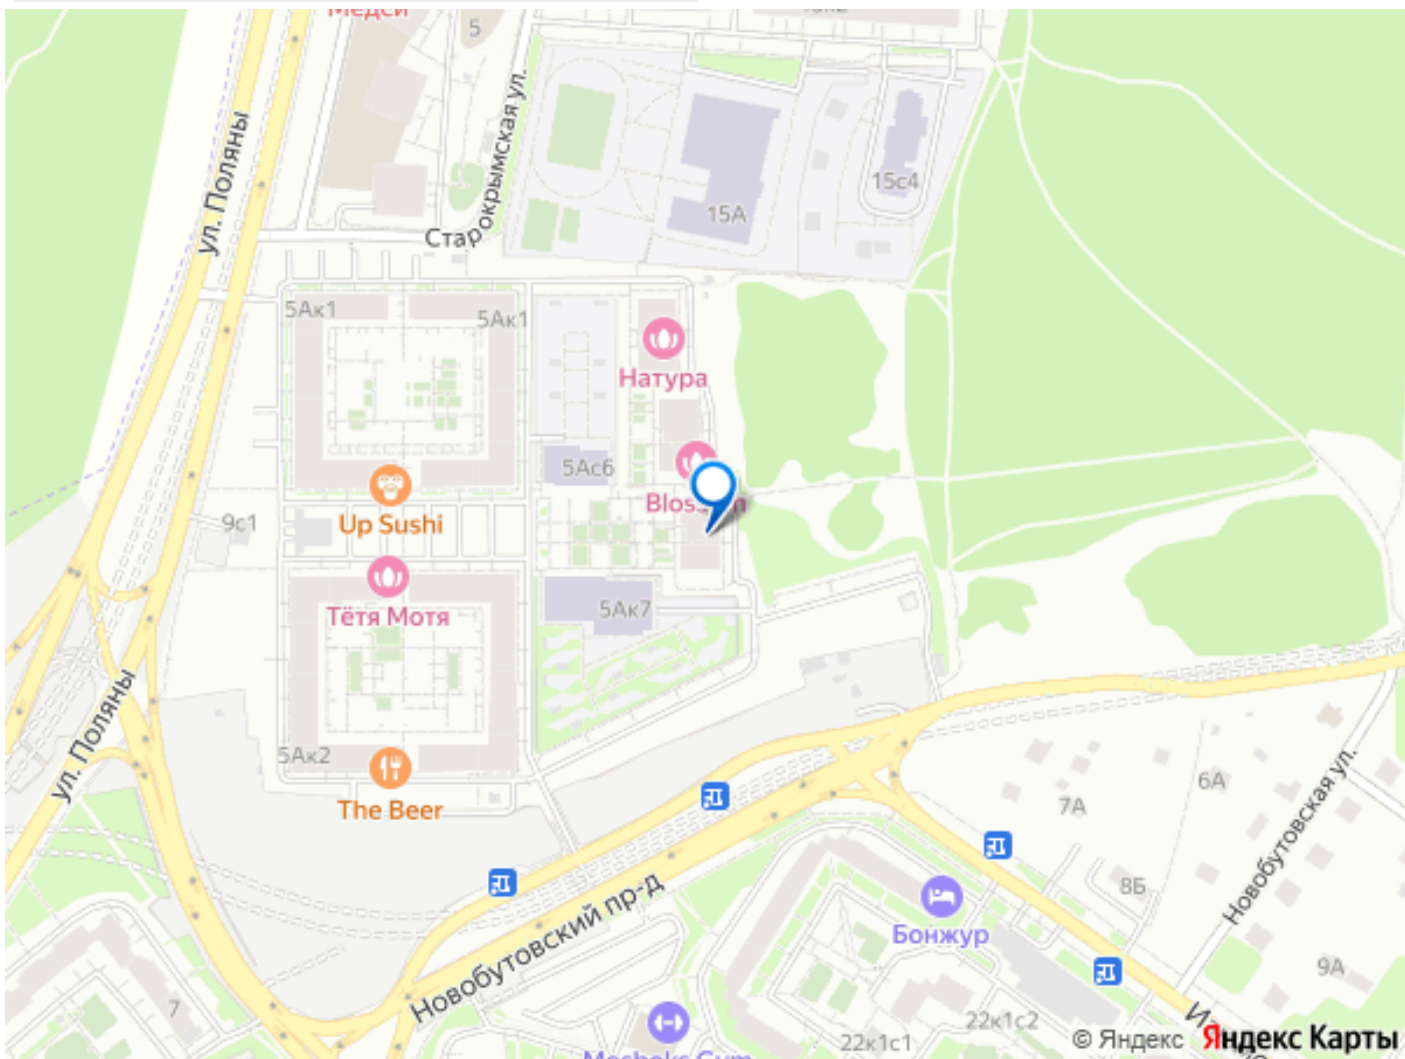 Медси
5
ул. Поляны
Старокрымская ул.
15А
15с4
5Ак1
5Ак1
Натура
5Ас6
Up Sushi
9с1
Тётя Мотя
5Ак7
ул. Поляны
5Ак2
The Beer
6А
7А
Новобутовская ул.
8Б
Бонжур
Новобутовский пр-д
9А
7
22к1с2
22к1с1
© Яндекс Яндекс Карты